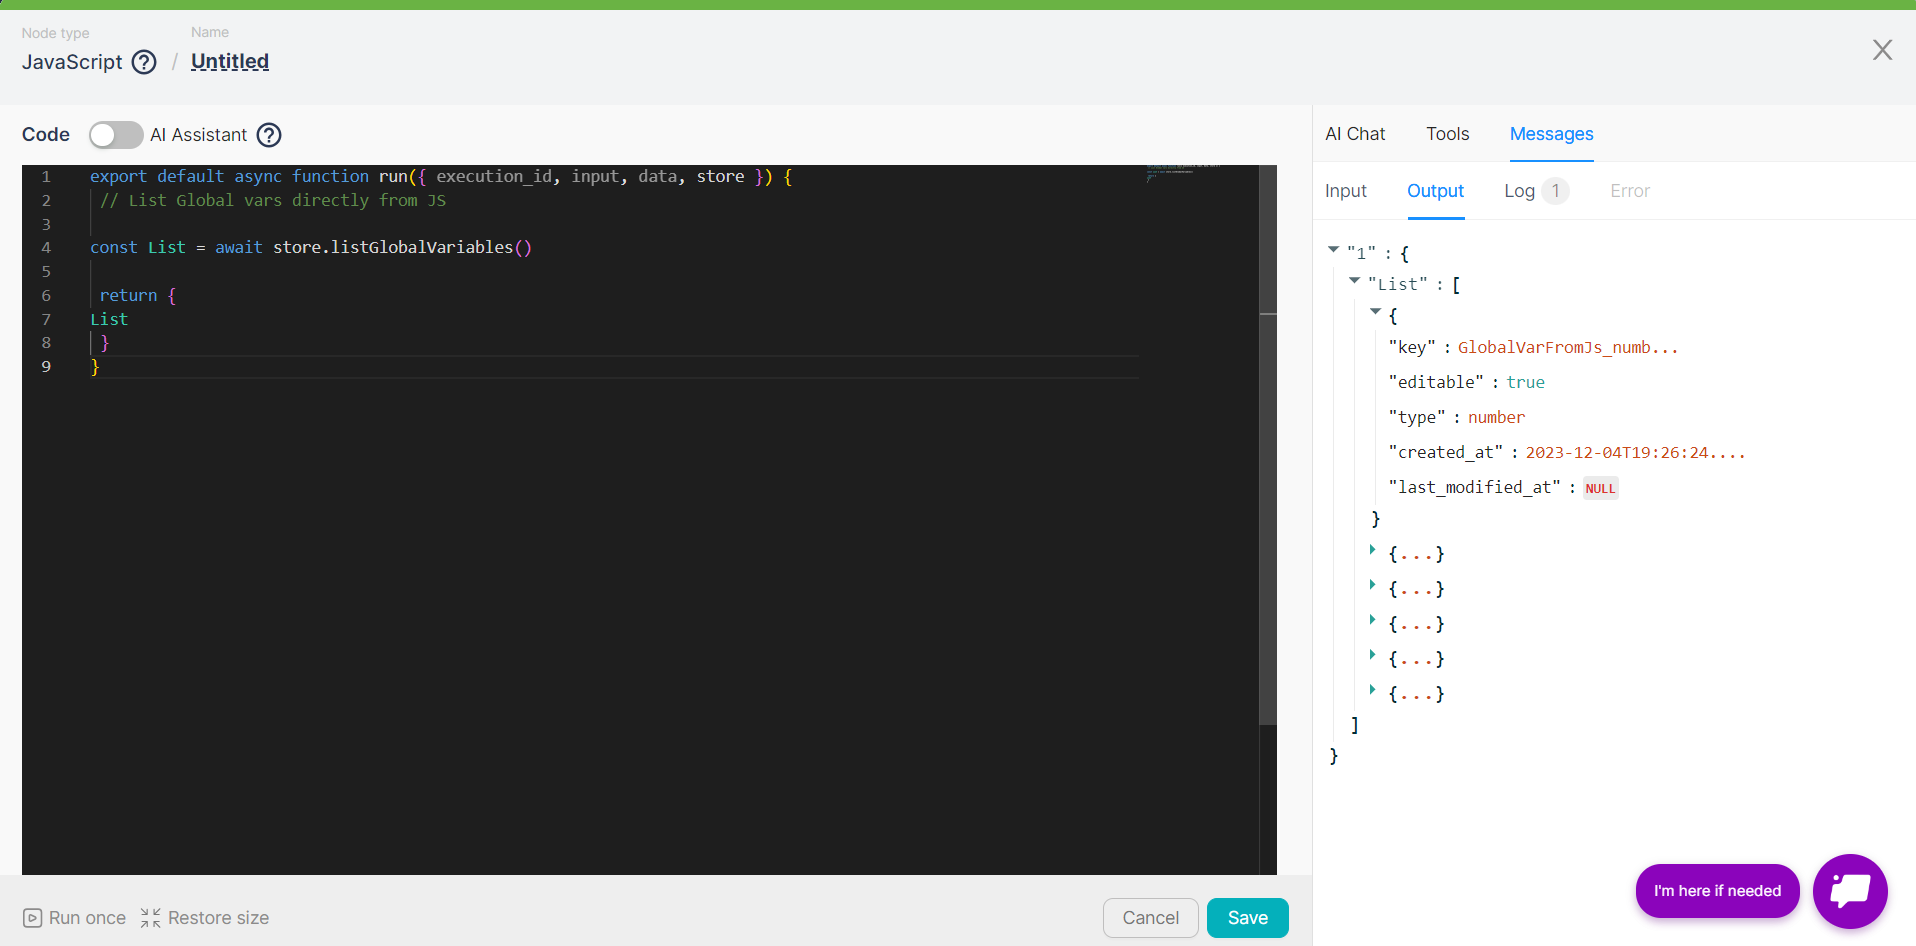 Node type
Name
JavaScript ? / Untitled
Code AI Assistant ?
1 export default async function run({ execution_id, input, data, store }) {
2 // List Global vars directly from JS
3
4 const List = await store.listGlobalVariables()
5
6 return {
7 List
8 }
9 }
Run once Restore size
Cancel Save
AI Chat Tools Messages
Input Output Log 1 Error
"1" : {
"List" : [
{
"key" : GlobalVarFromJs_numb...
"editable" : true
"type" : number
"created_at" : 2023-12-04T19:26:24....
"last_modified_at" : NULL
}
{...}
{...}
{...}
{...}
{...}
]
}
I'm here if needed